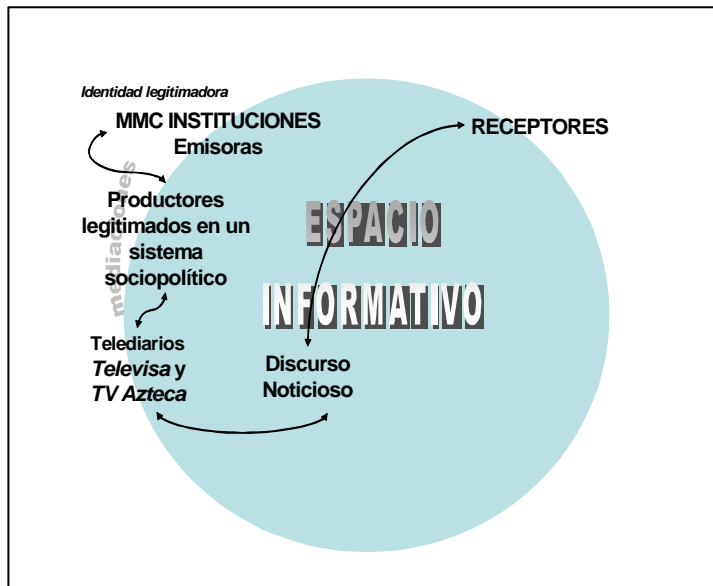 Identidad legitimadora
MMC INSTITUCIONES
Emisoras
RECEPTORES
mediaciones
Productores
legitimados en un
sistema
sociopolítico
ESPACIO
INFORMATIVO
Telediarios
Televisa y
TV Azteca
Discurso
Noticioso